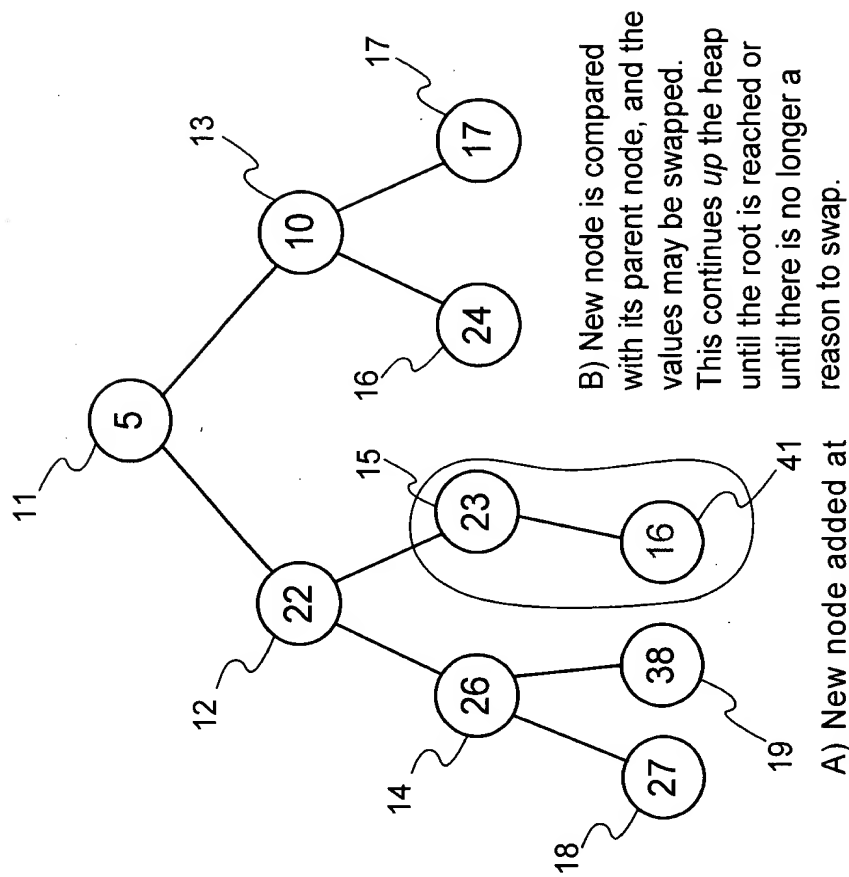 11
5
13
10
12
22
17
17
16
24
15
23
14
26
41
16
19
38
18
27
A) New node added at
B) New node is compared
with its parent node, and the
values may be swapped.
This continues up the heap
until the root is reached or
until there is no longer a
reason to swap.